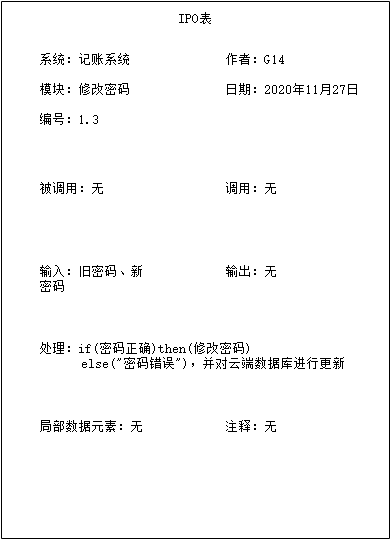 IPO表
系统：记账系统 作者：G14
模块：修改密码 日期：2020年11月27日
编号：1.3
被调用：无 调用：无
输入：旧密码、新 输出：无
密码
处理：if(密码正确)then(修改密码)
else("密码错误")，并对云端数据库进行更新
局部数据元素：无 注释：无